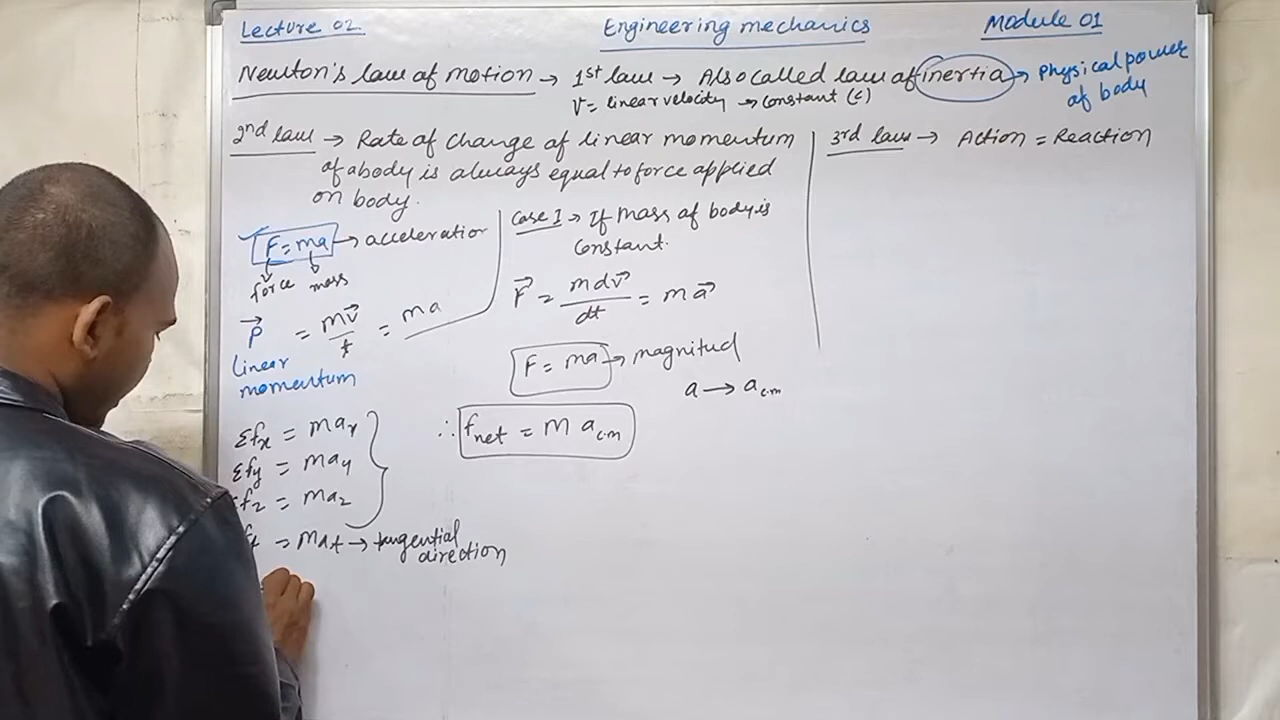 Lecture 02.
Engineering mechanics
Module 01
Newton's law of motion → 1st law → Also called law of inertia → Physical power
of body
V = linear velocity → constant (c)
2nd law → Rate of change of linear momentum
of a body is always equal to force applied
on body.
F = ma → acceleration
force mass
P⃗ = mv⃗/t = ma
linear
momentum
Σfx = max
Σfy = may
fz = maz
= mat → tangential
direction
Case I → If mass of body is
constant.
F⃗ = mdv⃗/dt = ma⃗
F = ma → magnitud
a → ac.m
∴ fnet = m ac.m
3rd law → Action = Reaction